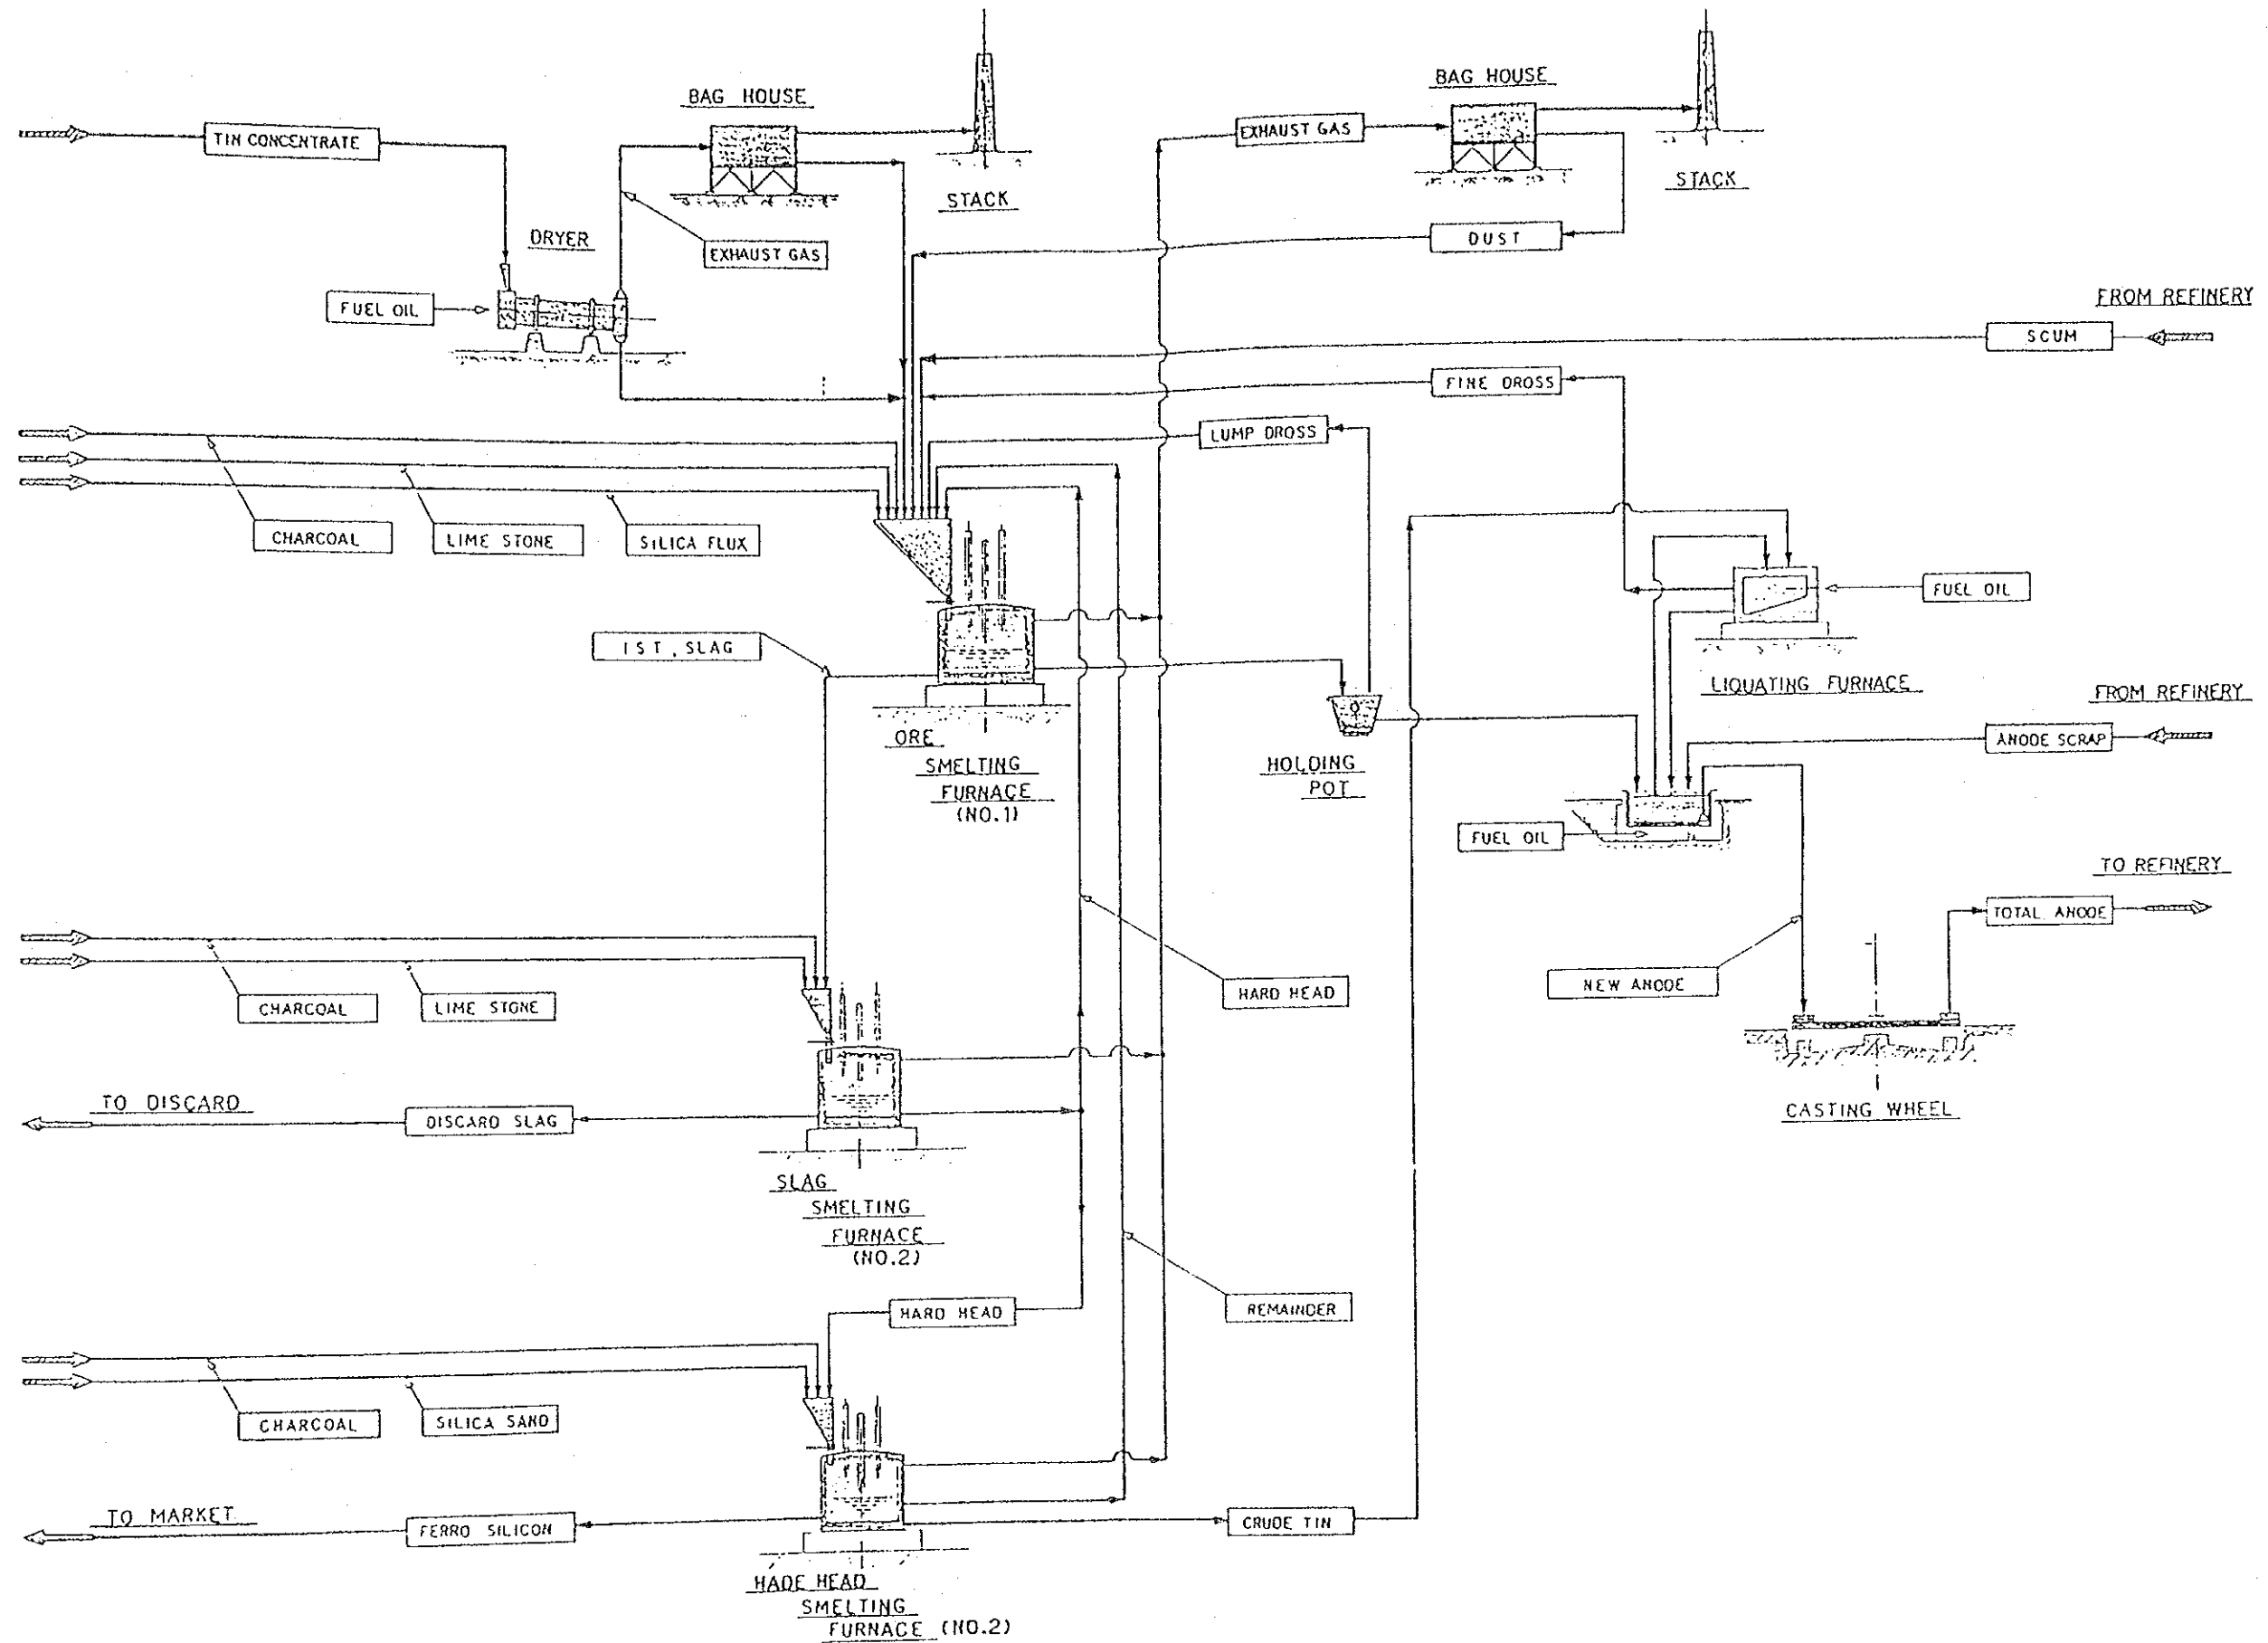 BAG HOUSE
BAG HOUSE
TIN CONCENTRATE
EXHAUST GAS
STACK
STACK
DRYER
EXHAUST GAS
DUST
FUEL OIL
FROM REFINERY
SCUM
FINE DROSS
LUMP DROSS
CHARCOAL
LIME STONE
SILICA FLUX
FUEL OIL
1ST, SLAG
LIQUATING FURNACE
FROM REFINERY
ANODE SCRAP
ORE
SMELTING
FURNACE
(NO.1)
HOLDING
POT
FUEL OIL
TO REFINERY
TOTAL ANODE
CHARCOAL
LIME STONE
HARD HEAD
NEW ANODE
TO DISCARD
DISCARD SLAG
CASTING WHEEL
SLAG
SMELTING
FURNACE
(NO.2)
HARD HEAD
REMAINDER
CHARCOAL
SILICA SAND
TO MARKET
FERRO SILICON
CRUDE TIN
HADE HEAD
SMELTING
FURNACE (NO.2)